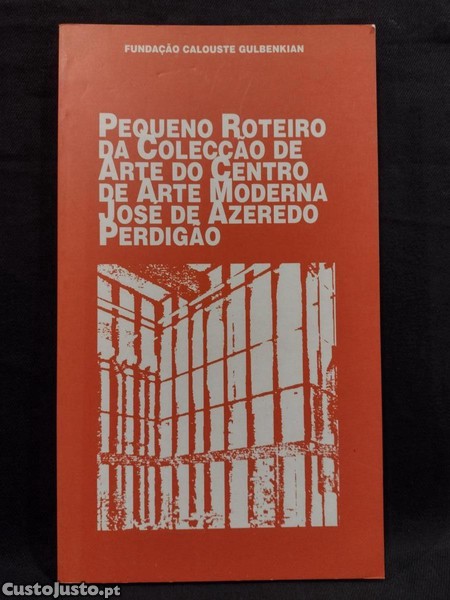 FUNDAÇÃO CALOUSTE GULBENKIAN
PEQUENO ROTEIRO
DA COLECÇÃO DE
ARTE DO CENTRO
DE ARTE MODERNA
JOSÉ DE AZEREDO
PERDIGÃO
CustoJusto.pt